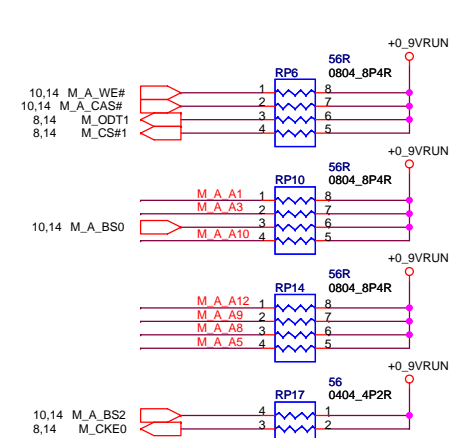 +0_9VRUN
56R
RP6 0804_8P4R
10,14 M_A_WE# 1 8
10,14 M_A_CAS# 2 7
8,14 M_ODT1 3 6
8,14 M_CS#1 4 5
+0_9VRUN
56R
RP10 0804_8P4R
M_A_A1 1 8
M_A_A3 2 7
10,14 M_A_BS0 3 6
M_A_A10 4 5
+0_9VRUN
56R
RP14 0804_8P4R
M_A_A12 1 8
M_A_A9 2 7
M_A_A8 3 6
M_A_A5 4 5
+0_9VRUN
56
RP17 0404_4P2R
10,14 M_A_BS2 4 1
8,14 M_CKE0 3 2